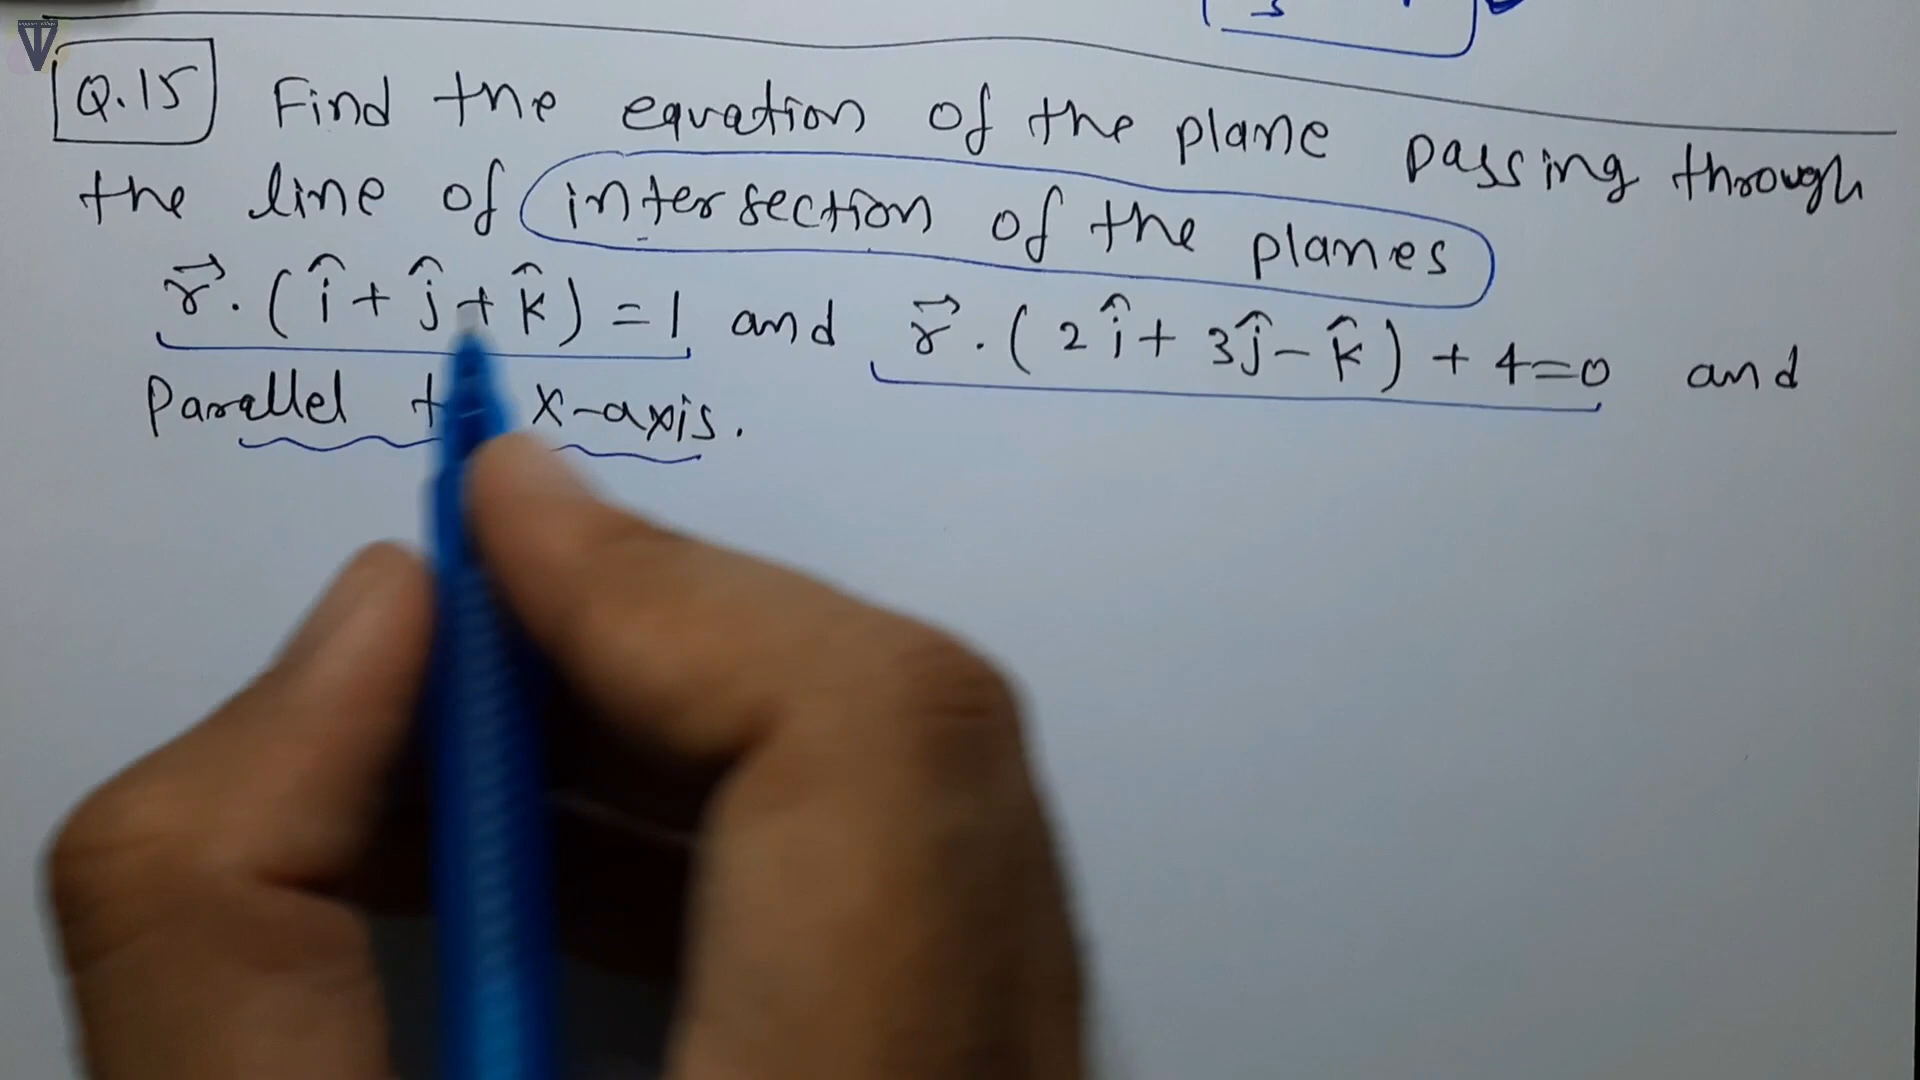 Q.15 Find the equation of the plane passing through
the line of intersection of the planes
r⃗.(î+ĵ+k̂)=1 and r⃗.(2î+3ĵ-k̂)+4=0 and
Parallel x-axis.